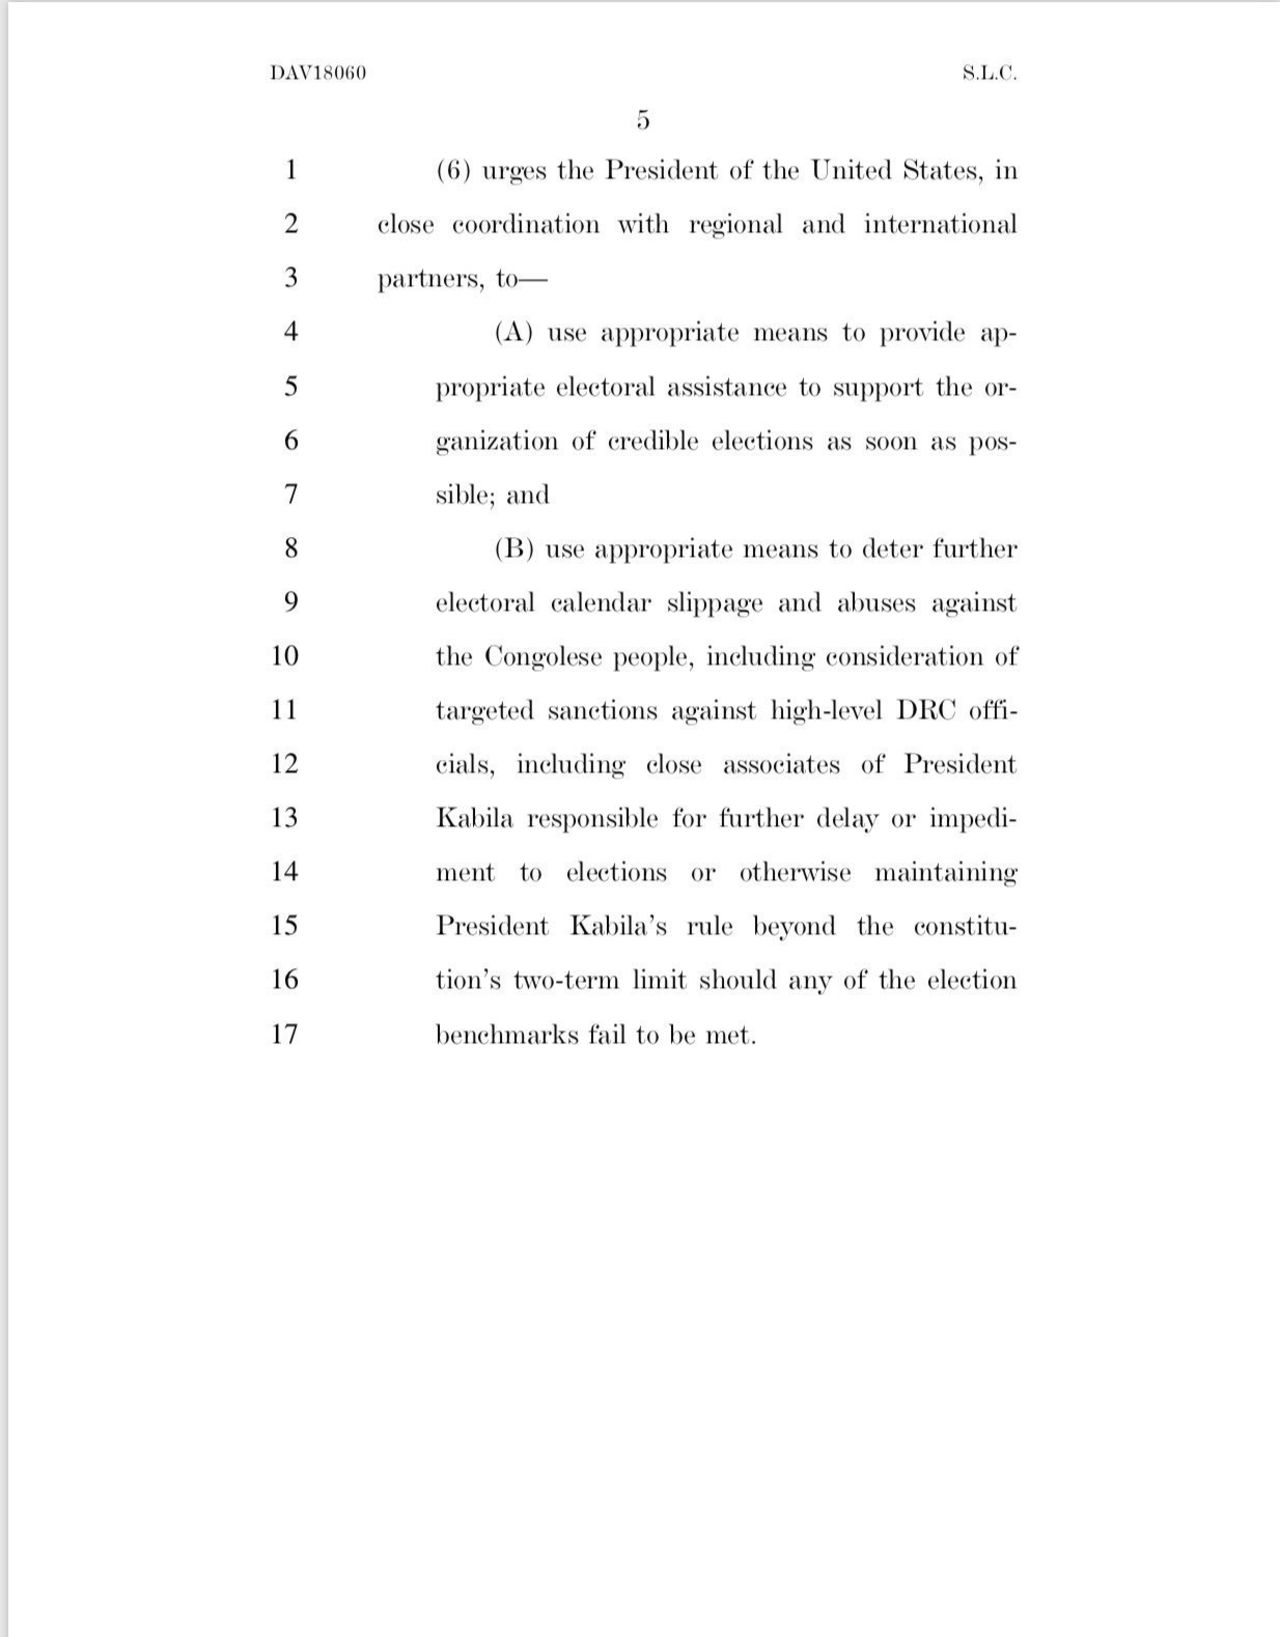 DAV18060 S.L.C.
5
1 (6) urges the President of the United States, in
2 close coordination with regional and international
3 partners, to—
4 (A) use appropriate means to provide ap-
5 propriate electoral assistance to support the or-
6 ganization of credible elections as soon as pos-
7 sible; and
8 (B) use appropriate means to deter further
9 electoral calendar slippage and abuses against
10 the Congolese people, including consideration of
11 targeted sanctions against high-level DRC offi-
12 cials, including close associates of President
13 Kabila responsible for further delay or impedi-
14 ment to elections or otherwise maintaining
15 President Kabila's rule beyond the constitu-
16 tion's two-term limit should any of the election
17 benchmarks fail to be met.